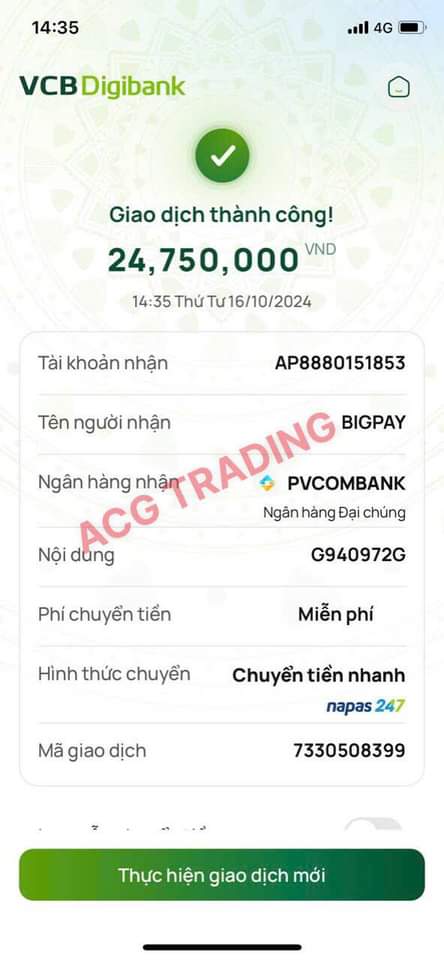 14:35 4G
VCB Digibank
Giao dịch thành công!
24,750,000 VND
14:35 Thứ Tư 16/10/2024
Tài khoản nhận AP8880151853
Tên người nhận BIGPAY
Ngân hàng nhận PVCOMBANK
Ngân hàng Đại chúng
ACG TRADING
Nội dung G940972G
Phí chuyển tiền Miễn phí
Hình thức chuyển Chuyển tiền nhanh
napas 247
Mã giao dịch 7330508399
Thực hiện giao dịch mới